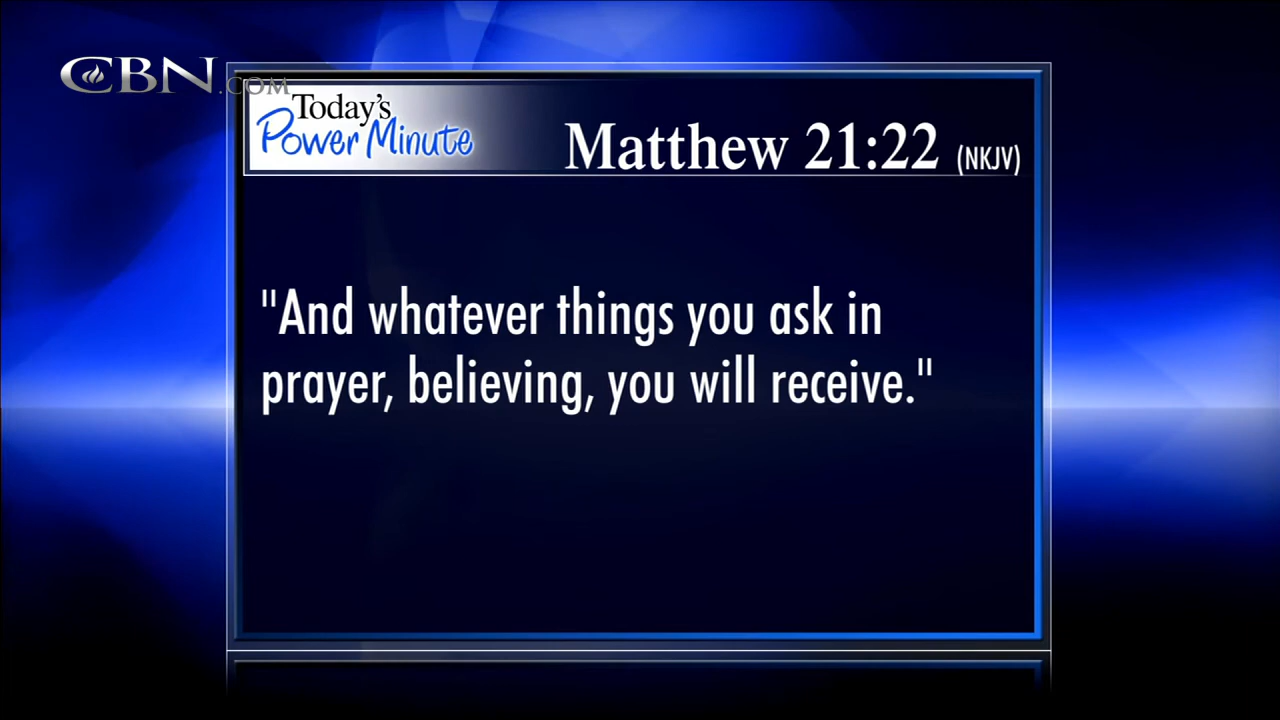 CBN.COM
Today's
Power Minute
Matthew 21:22 (NKJV)
"And whatever things you ask in
prayer, believing, you will receive."